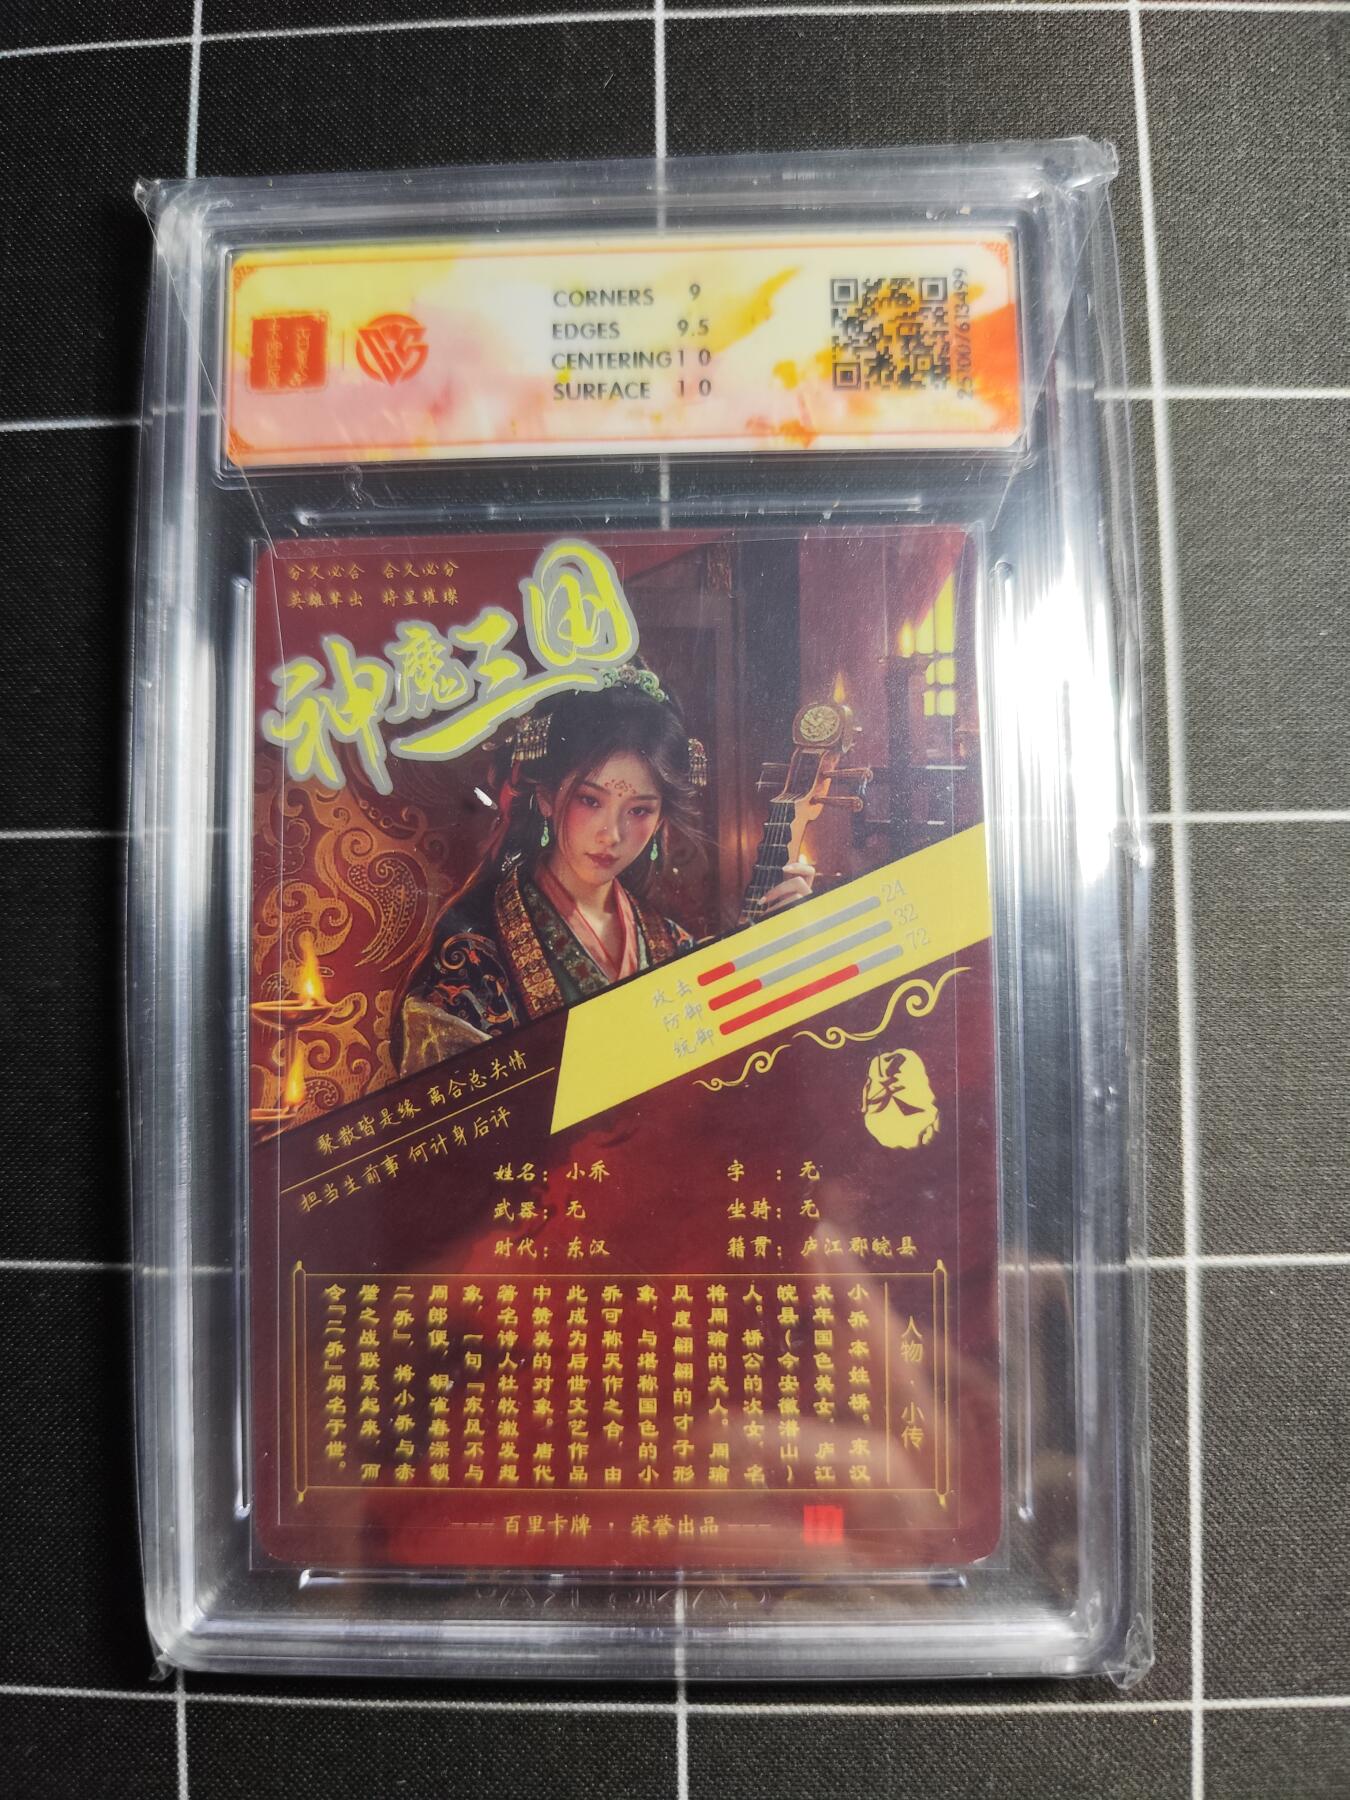 CORNERS 9
EDGES 9.5
CENTERING 10
SURFACE 10
25700/613499
分久必合 合久必分
英雄辈出 将星璀璨
神魔三国
攻击 24
防御 32
统御 72
聚散皆是缘 离合总关情
担当生前事 何计身后评
吴
姓名：小乔 字：无
武器：无 坐骑：无
时代：东汉 籍贯：庐江郡皖县
人物·小传
小乔本姓桥。东汉
末年国色美女，庐江
皖县（今安徽潜山）
人。桥公的次女，名
将周瑜的夫人。周瑜
风度翩翩的才子形
象，与堪称国色的小
乔可称天作之合，由
此成为后世文艺作品
中赞美的对象。唐代
著名诗人杜牧激发起
象，一句『东风不与
周郎便，铜雀春深锁
二乔』，将小乔与赤
壁之战联系起来，而
令『二乔』闻名于世。
百里卡牌·荣誉出品